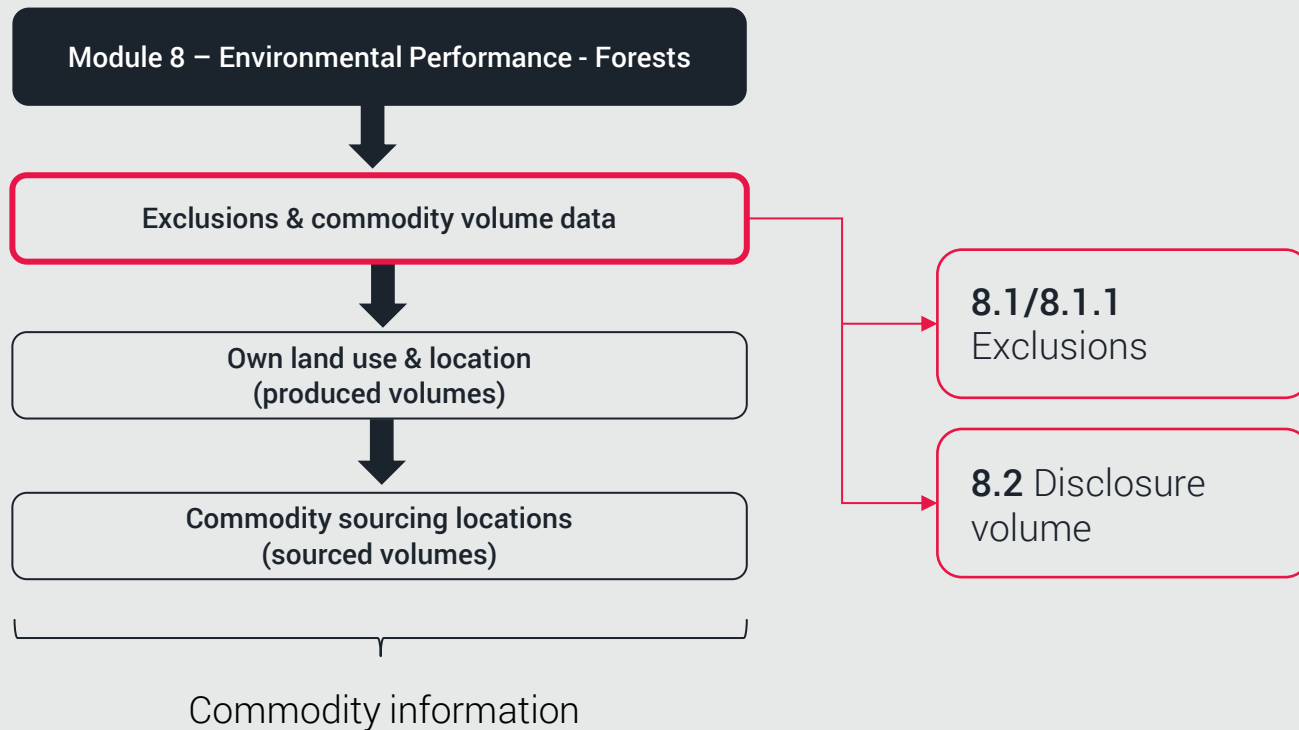 Module 8 – Environmental Performance - Forests
Exclusions & commodity volume data
Own land use & location
(produced volumes)
Commodity sourcing locations
(sourced volumes)
Commodity information
8.1/8.1.1
Exclusions
8.2 Disclosure
volume